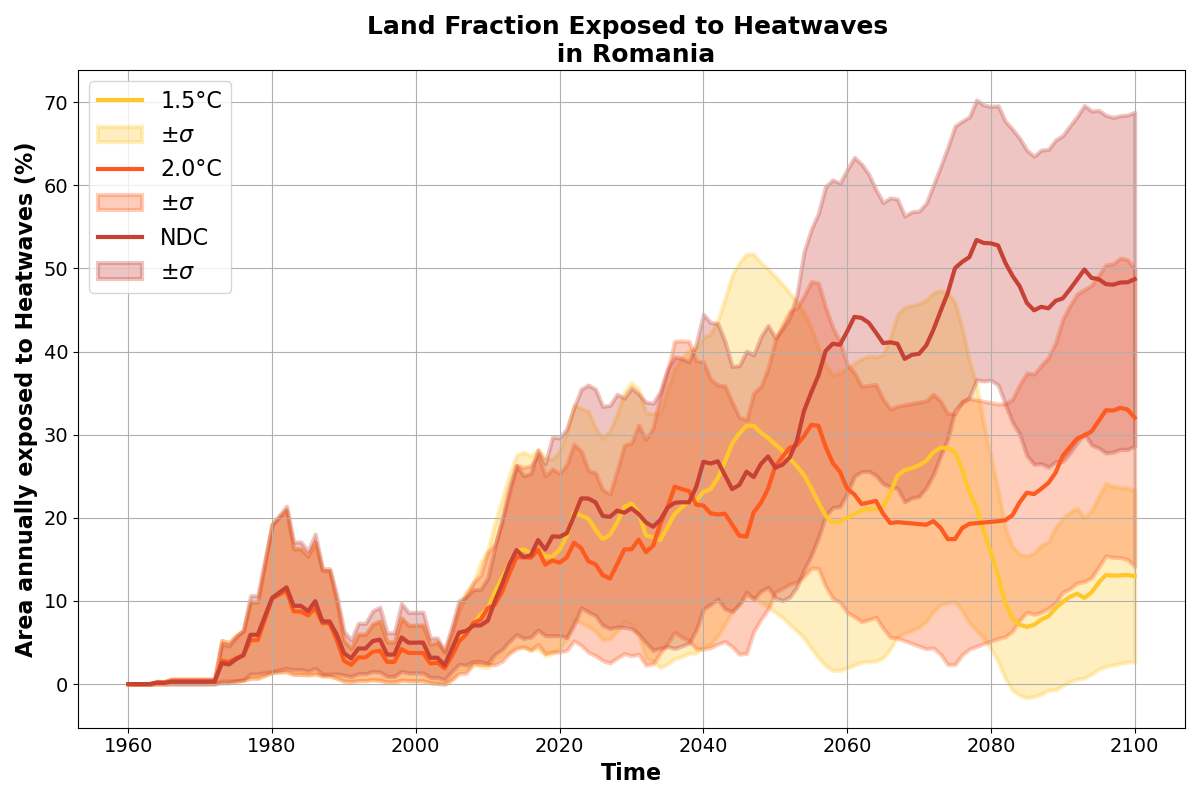 Land Fraction Exposed to Heatwaves
in Romania
Area annually exposed to Heatwaves (%)
70
60
50
40
30
20
10
0
1.5°C
±σ
2.0°C
±σ
NDC
±σ
1960
1980
2000
2020
2040
2060
2080
2100
Time